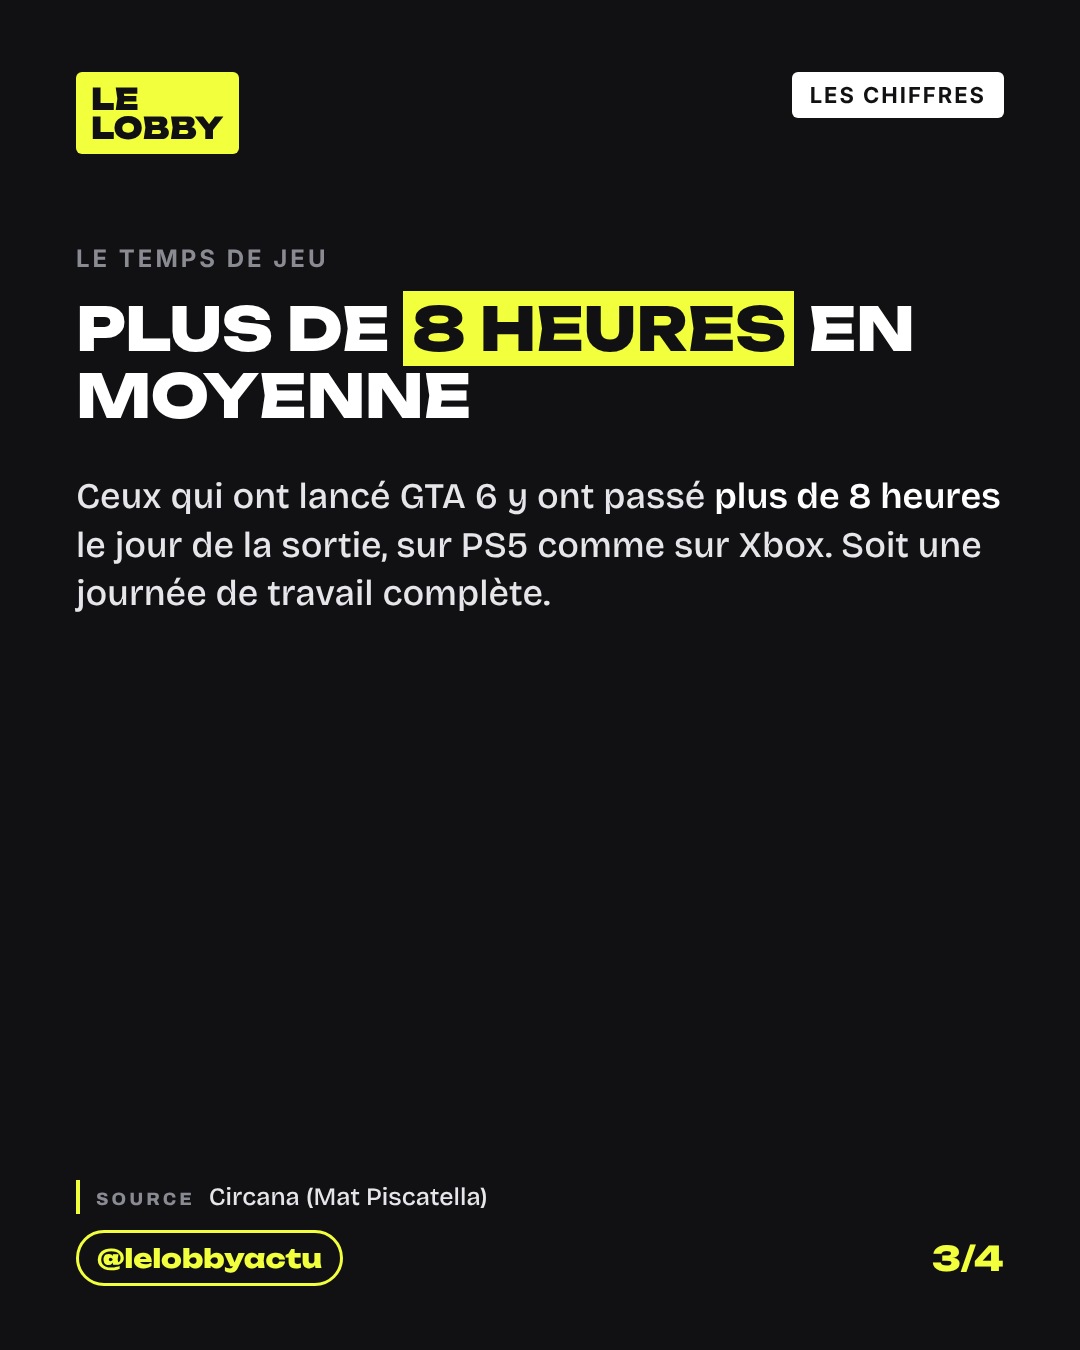 LE
LOBBY
LES CHIFFRES
LE TEMPS DE JEU
PLUS DE 8 HEURES EN
MOYENNE
Ceux qui ont lancé GTA 6 y ont passé plus de 8 heures
le jour de la sortie, sur PS5 comme sur Xbox. Soit une
journée de travail complète.
SOURCE Circana (Mat Piscatella)
@lelobbyactu
3/4